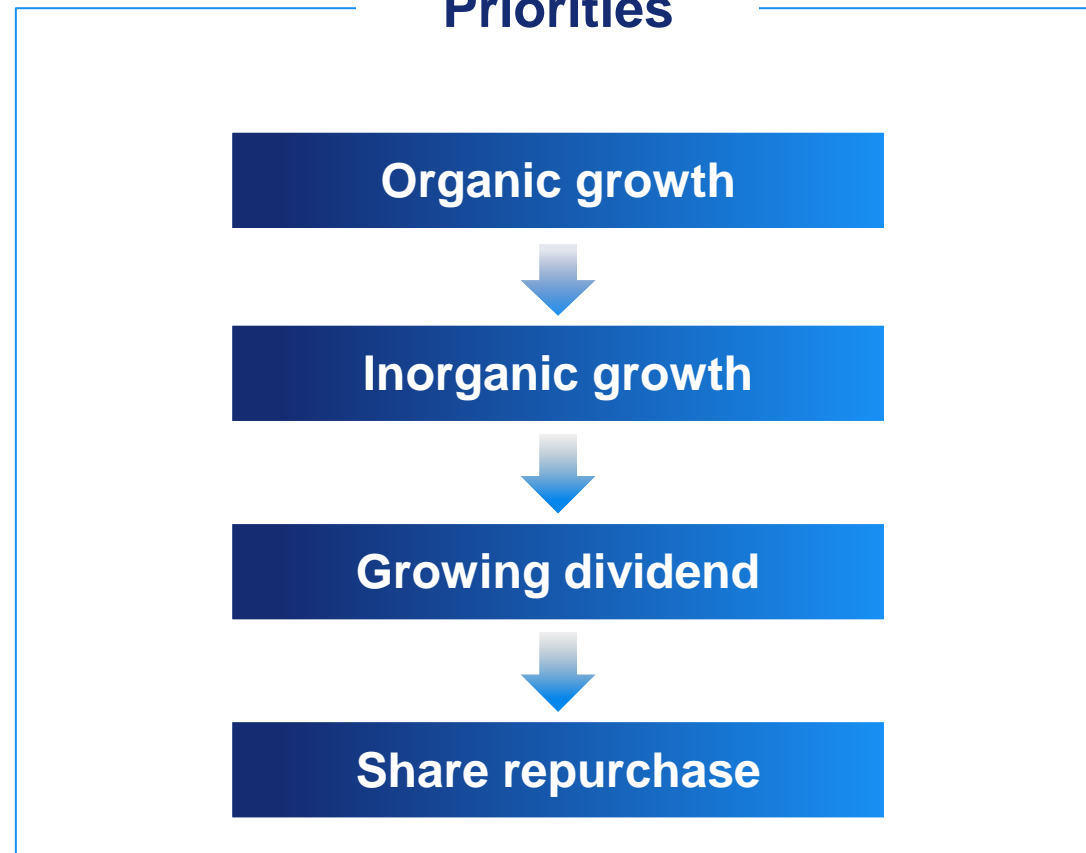 Priorities
Organic growth
Inorganic growth
Growing dividend
Share repurchase